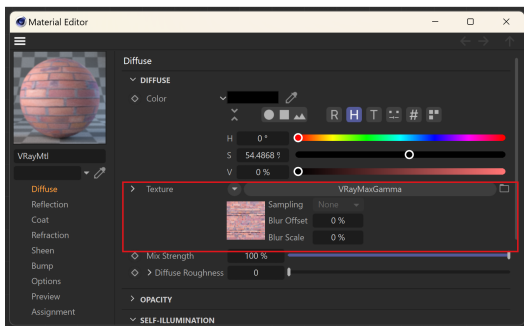 Material Editor
Diffuse
DIFFUSE
Color
R H T #
H 0 °
S 54.4868 %
V 0 %
VRayMtl
Diffuse
Reflection
Coat
Refraction
Sheen
Bump
Options
Preview
Assignment
Texture VRayMaxGamma
Sampling None
Blur Offset 0 %
Blur Scale 0 %
Mix Strength 100 %
Diffuse Roughness 0
OPACITY
SELF-ILLUMINATION